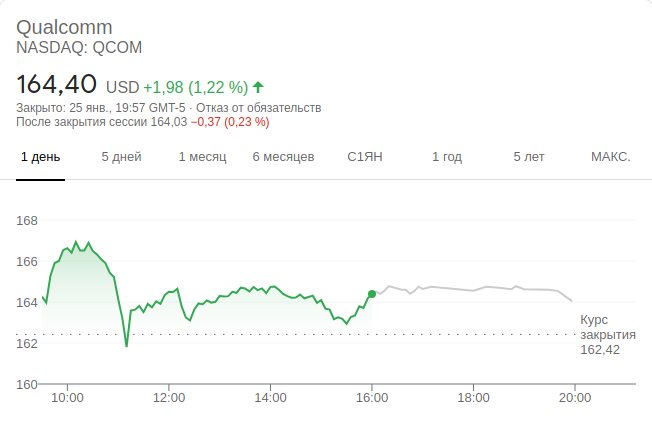 Qualcomm
NASDAQ: QCOM
164,40 USD +1,98 (1,22 %)
Закрыто: 25 янв., 19:57 GMT-5 · Отказ от обязательств
После закрытия сессии 164,03 −0,37 (0,23 %)
1 день 5 дней 1 месяц 6 месяцев С1ЯН 1 год 5 лет МАКС.
168
166
164
162
160
Курс
закрытия
162,42
10:00 12:00 14:00 16:00 18:00 20:00